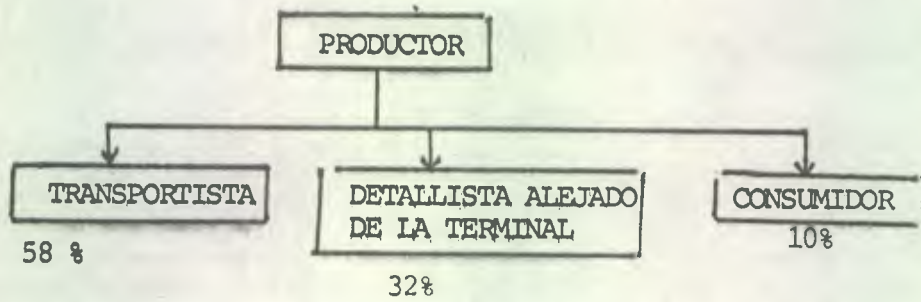 PRODUCTOR
TRANSPORTISTA
58 %
DETALLISTA ALEJADO
DE LA TERMINAL
32%
CONSUMIDOR
10%